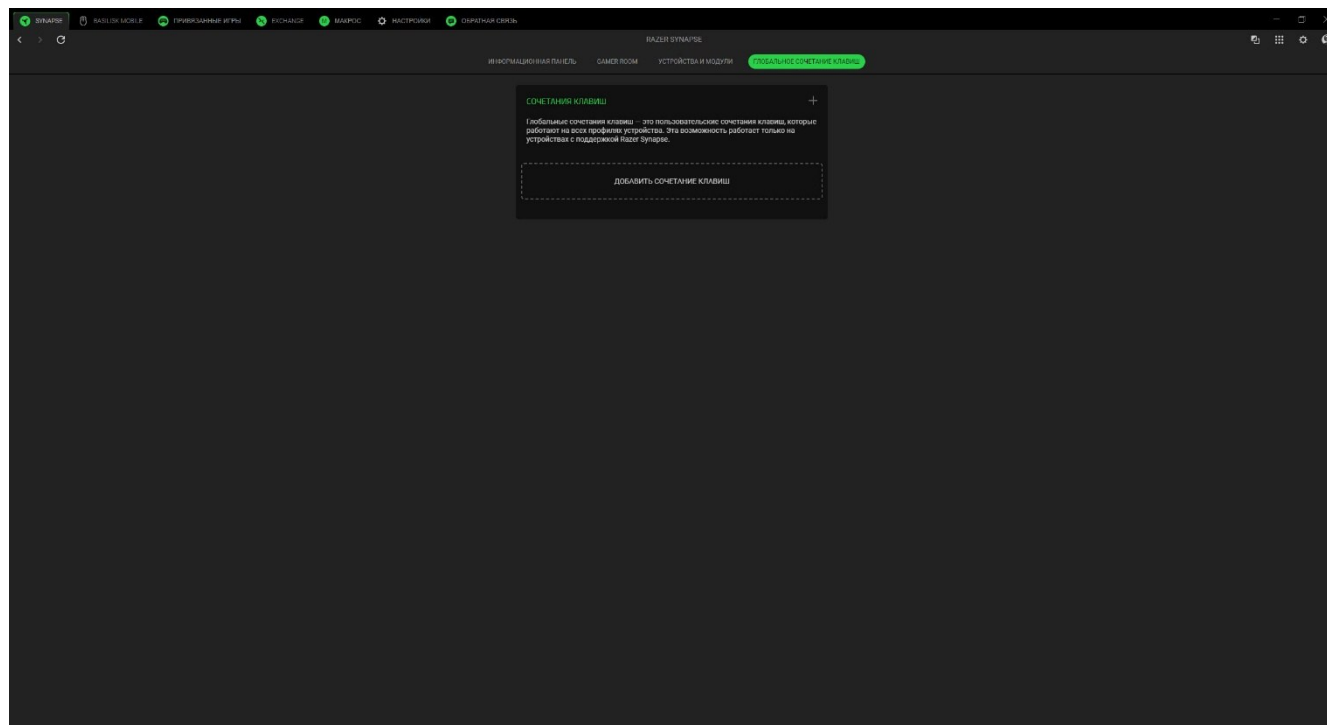 SYNAPSE BASILISK MOBILE ПРИВЯЗАННЫЕ ИГРЫ EXCHANGE МАКРОС НАСТРОЙКИ ОБРАТНАЯ СВЯЗЬ
RAZER SYNAPSE
ИНФОРМАЦИОННАЯ ПАНЕЛЬ GAMER ROOM УСТРОЙСТВА И МОДУЛИ ГЛОБАЛЬНОЕ СОЧЕТАНИЕ КЛАВИШ
СОЧЕТАНИЯ КЛАВИШ
Глобальные сочетания клавиш — это пользовательские сочетания клавиш, которые
работают на всех профилях устройства. Эта возможность работает только на
устройствах с поддержкой Razer Synapse.
ДОБАВИТЬ СОЧЕТАНИЕ КЛАВИШ